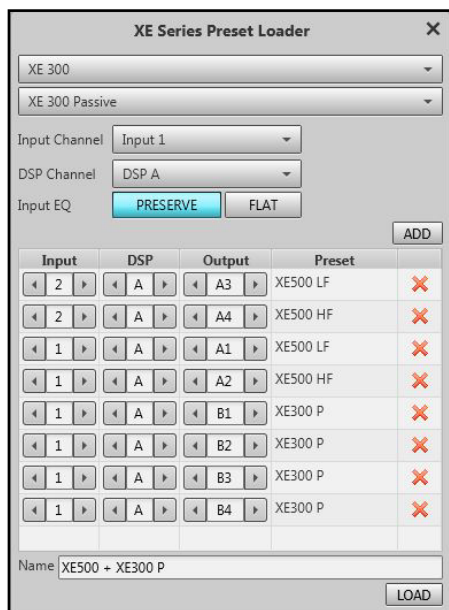 XE Series Preset Loader
XE 300
XE 300 Passive
Input Channel Input 1
DSP Channel DSP A
Input EQ PRESERVE FLAT
ADD
Input DSP Output Preset
2 A A3 XE500 LF
2 A A4 XE500 HF
1 A A1 XE500 LF
1 A A2 XE500 HF
1 A B1 XE300 P
1 A B2 XE300 P
1 A B3 XE300 P
1 A B4 XE300 P
Name XE500 + XE300 P
LOAD